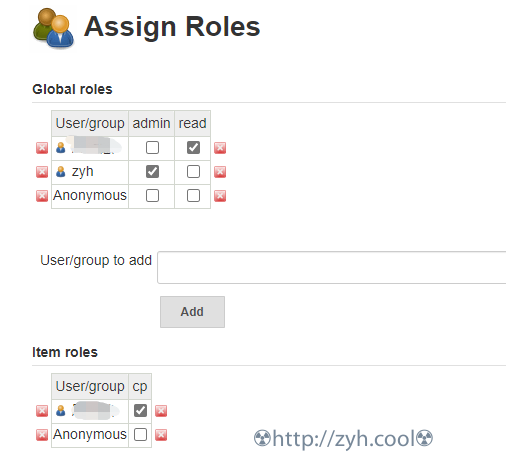 Assign Roles
Global roles
User/group admin read
zyh
Anonymous
User/group to add
Add
Item roles
User/group cp
Anonymous
☢http://zyh.cool☢